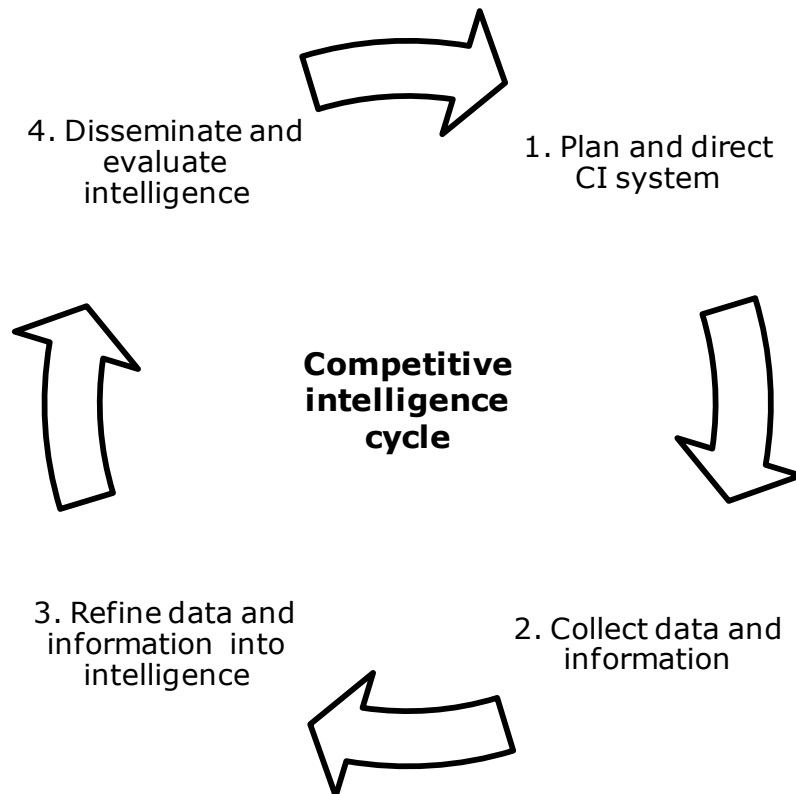 4. Disseminate and
evaluate
intelligence
1. Plan and direct
CI system
Competitive
intelligence
cycle
3. Refine data and
information into
intelligence
2. Collect data and
information